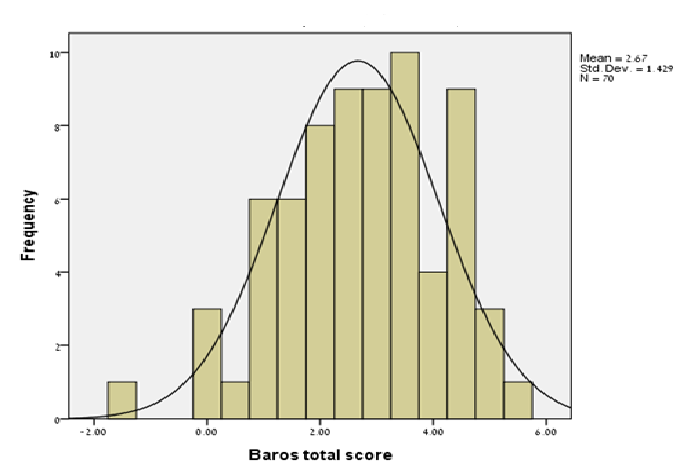 Mean = 2.67
Std. Dev. = 1.429
N = 70
Frequency
10
8
6
4
2
0
-2.00 0.00 2.00 4.00 6.00
Baros total score